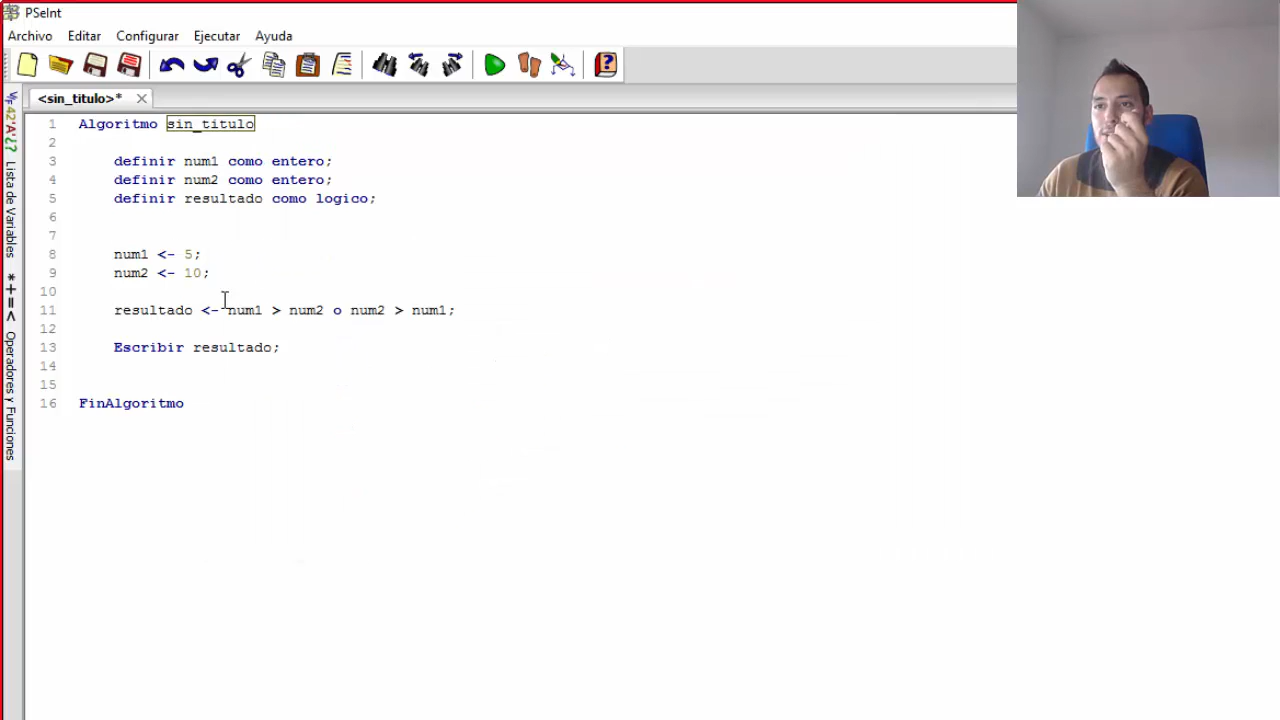 PSeInt
Archivo Editar Configurar Ejecutar Ayuda
<sin_titulo>*
1 Algoritmo sin_titulo
2
3 definir num1 como entero;
4 definir num2 como entero;
5 definir resultado como logico;
6
7
8 num1 <- 5;
9 num2 <- 10;
10
11 resultado <- num1 > num2 o num2 > num1;
12
13 Escribir resultado;
14
15
16 FinAlgoritmo
Lista de Variables
*+=< Operadores y Funciones